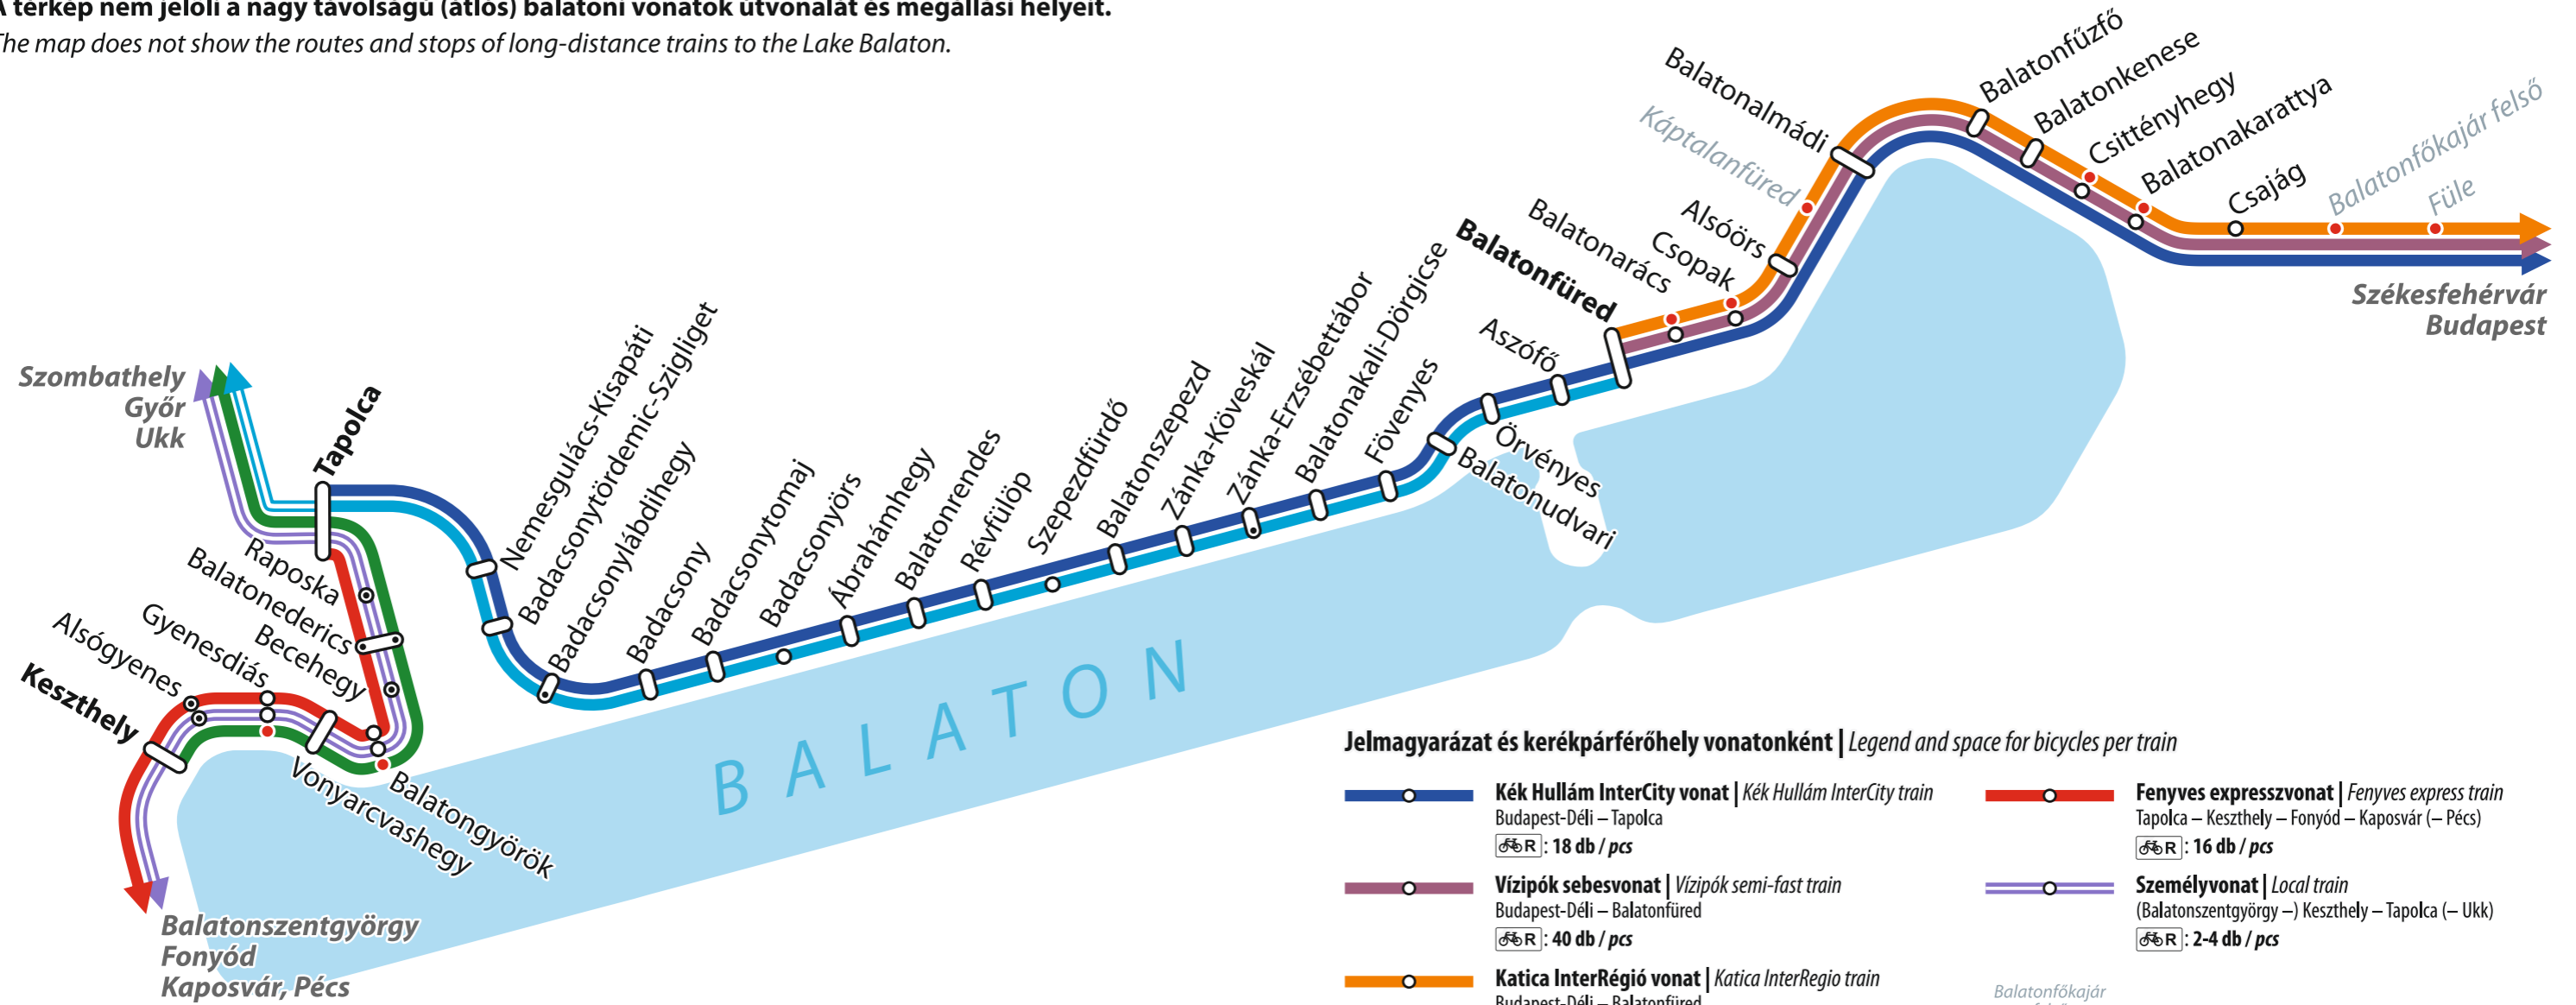 A térkép nem jelöli a nagy távolságú (átlós) balatoni vonatok útvonalát és megállási helyeit.
The map does not show the routes and stops of long-distance trains to the Lake Balaton.
Balatonfűzfő
Balatonkenese
Csittényhegy
Balatonakarattya
Csajág
Balatonfőkajár felső
Füle
Balatonalmádi
Káptalanfüred
Alsóörs
Csopak
Balatonarács
Balatonfüred
Székesfehérvár
Budapest
Aszófő
Örvényes
Balatonudvari
Fövenyes
Balatonakali-Dörgicse
Zánka-Erzsébettábor
Zánka-Köveskál
Balatonszepezd
Szepezdfürdő
Révfülöp
Balatonrendes
Ábrahámhegy
Badacsonyörs
Badacsonytomaj
Badacsony
Badacsonylábdihegy
Badacsonytördemic-Szigliget
Nemesgulács-Kisapáti
Szombathely
Győr
Ukk
Tapolca
Raposka
Balatonederics
Becehegy
Gyenesdiás
Alsógyenes
Keszthely
Vonyarcvashegy
Balatongyörök
BALATON
Balatonszentgyörgy
Fonyód
Kaposvár, Pécs
Jelmagyarázat és kerékpárférőhely vonatonként | Legend and space for bicycles per train
Kék Hullám InterCity vonat | Kék Hullám InterCity train
Budapest-Déli – Tapolca
R : 18 db / pcs
Vízipók sebesvonat | Vízipók semi-fast train
Budapest-Déli – Balatonfüred
R : 40 db / pcs
Katica InterRégió vonat | Katica InterRegio train
Budapest-Déli – Balatonfüred
Fenyves expresszvonat | Fenyves express train
Tapolca – Keszthely – Fonyód – Kaposvár (– Pécs)
R : 16 db / pcs
Személyvonat | Local train
(Balatonszentgyörgy –) Keszthely – Tapolca (– Ukk)
R : 2-4 db / pcs
Balatonfőkajár